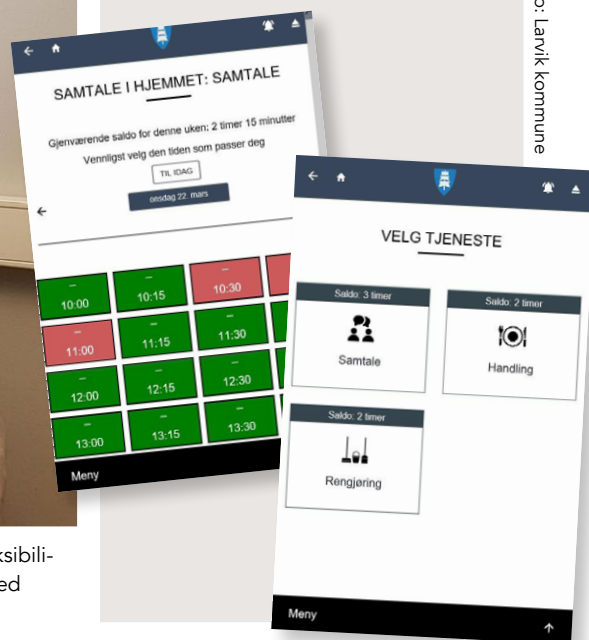 SAMTALE I HJEMMET: SAMTALE
Gjenværende saldo for denne uken: 2 timer 15 minutter
Vennligst velg den tiden som passer deg
TIL IDAG
onsdag 22. mars
10:00 10:15 10:30
11:00 11:15 11:30
12:00 12:15 12:30
13:00 13:15 13:30
Meny
VELG TJENESTE
Saldo: 3 timer
Samtale
Saldo: 2 timer
Handling
Saldo: 2 timer
Rengjøring
Meny
o: Larvik kommune
ksibili-
ed